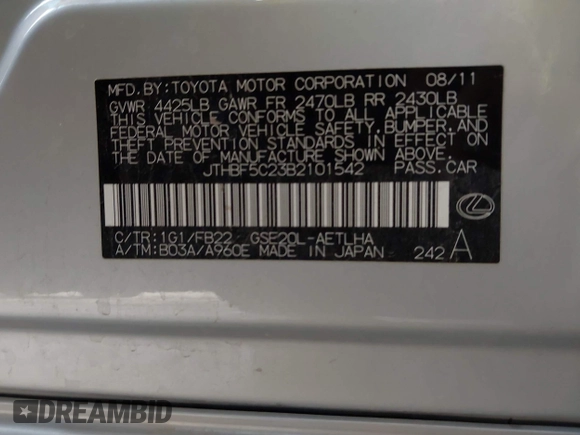 MFD. BY: TOYOTA MOTOR CORPORATION 08/11
GVWR 4425LB GAWR FR 2470LB RR 2430LB
THIS VEHICLE CONFORMS TO ALL APPLICABLE
FEDERAL MOTOR VEHICLE SAFETY, BUMPER, AND
THEFT PREVENTION STANDARDS IN EFFECT ON
THE DATE OF MANUFACTURE SHOWN ABOVE.
JTHBF5C23B2101542 PASS. CAR
C/TR: 1G1/FB22 GSE20L-AETLHA
A/TM: B03A/A960E MADE IN JAPAN 242 A
DREAMBID